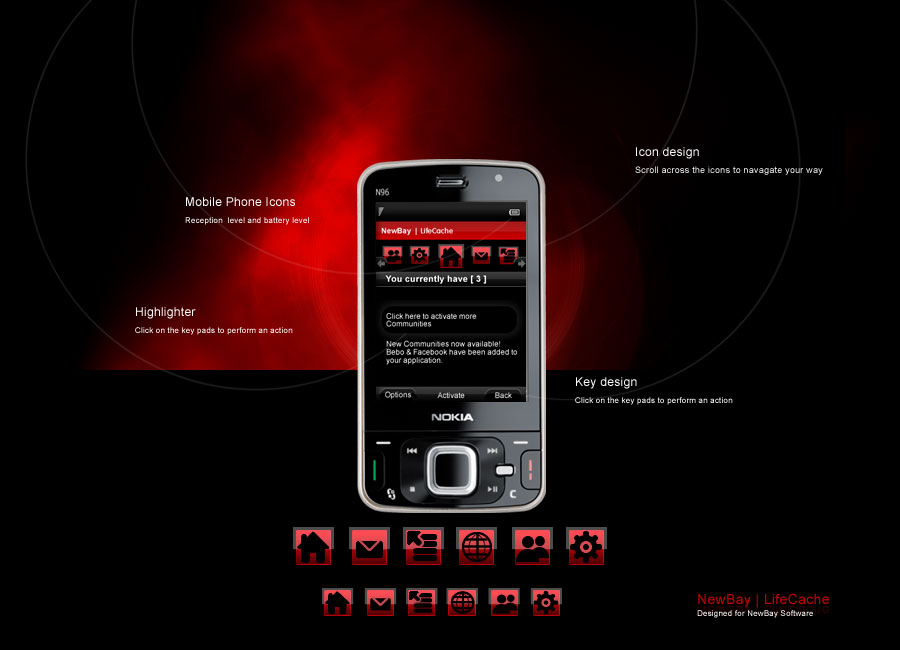 Icon design
Scroll across the icons to navagate your way
Mobile Phone Icons
Reception level and battery level
Highlighter
Click on the key pads to perform an action
N96
NewBay | LifeCache
You currently have [ 3 ]
Click here to activate more
Communities
New Communities now available!
Bebo & Facebook have been added to
your application.
Options Activate Back
NOKIA
C
Key design
Click on the key pads to perform an action
NewBay | LifeCache
Designed for NewBay Software